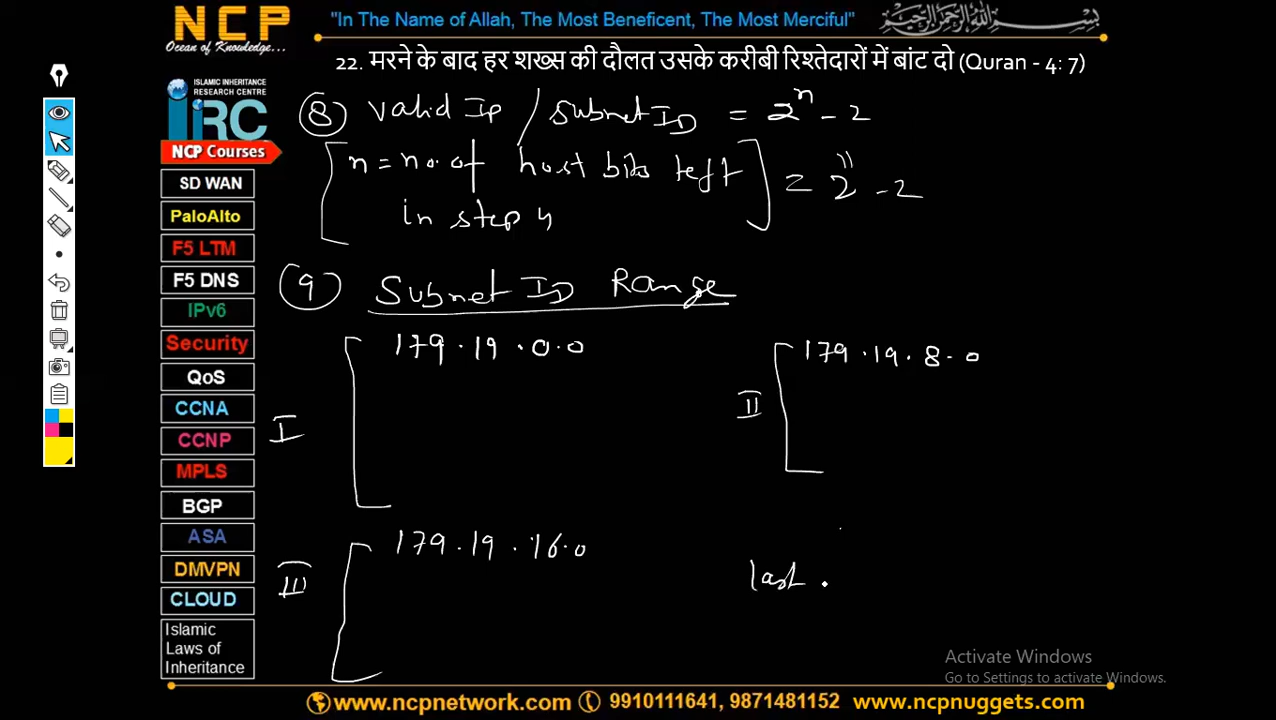 NCP
Ocean of Knowledge...
"In The Name of Allah, The Most Beneficent, The Most Merciful"
22. मरने के बाद हर शख्स की दौलत उसके करीबी रिश्तेदारों में बांट दो (Quran - 4: 7)
ISLAMIC INHERITANCE
RESEARCH CENTRE
IRC
NCP Courses
SD WAN
PaloAlto
F5 LTM
F5 DNS
IPv6
Security
QoS
CCNA
CCNP
MPLS
BGP
ASA
DMVPN
CLOUD
Islamic
Laws of
Inheritance
8 Valid Ip / Subnet ID = 2^n - 2
[n = no. of host bits left = 2^11 - 2
in step 4]
9 Subnet ID Range
I 179.19.0.0
II 179.19.8.0
III 179.19.16.0
last .
Activate Windows
Go to Settings to activate Windows.
www.ncpnetwork.com 9910111641, 9871481152 www.ncpnuggets.com